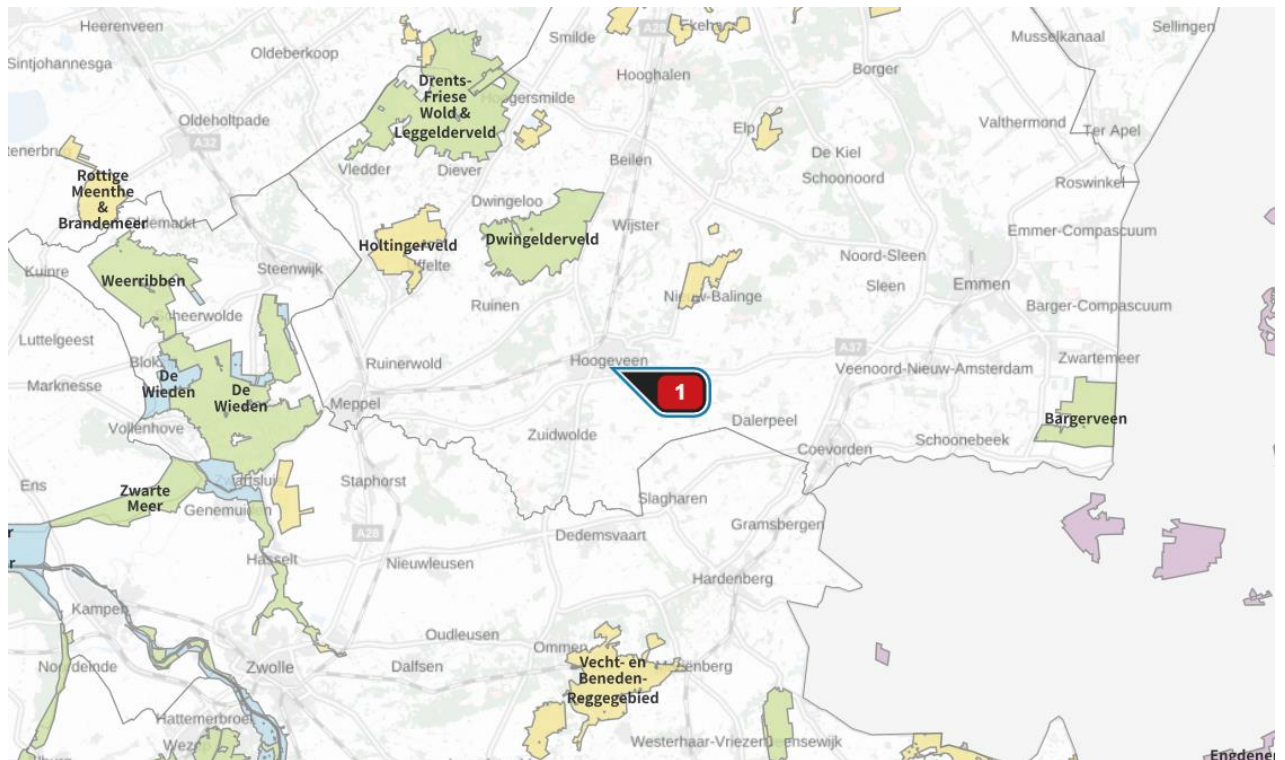 Heerenveen
Smilde
A28
Musselkanaal
Sellingen
Oldeberkoop
Sintjohannesga
Hooghalen
Borger
Drents-
Friese
Wold &
Leggelderveld
Oldeholtpade
Valthermond
Ter Apel
A32
Elp
De Kiel
Schoonoord
Beilen
Vledder
Diever
Roswinkel
Rottige
Meenthe
&
Brandemeer
Dwingeloo
Wijster
Emmer-Compascuum
Holtingerveld
Dwingelderveld
Noord-Sleen
Kuinre
Weerribben
Steenwijk
Sleen
Emmen
Ruinen
Barger-Compascuum
Luttelgeest
A37
Zwartemeer
Ruinerwold
Hoogeveen
Veenoord-Nieuw-Amsterdam
Marknesse
De
Wieden
De
Wieden
1
Meppel
Vollenhove
Zuidwolde
Dalerpeel
Bargerveen
Schoonebeek
Coevorden
Ens
Zwarte
Meer
Staphorst
Slagharen
Genemuiden
Gramsbergen
A28
Dedemsvaart
Hasselt
Nieuwleusen
Hardenberg
Kampen
Oudleusen
Ommen
Zwolle
Dalfsen
Vecht- en
Beneden-
Reggegebied
Hattemerbroek